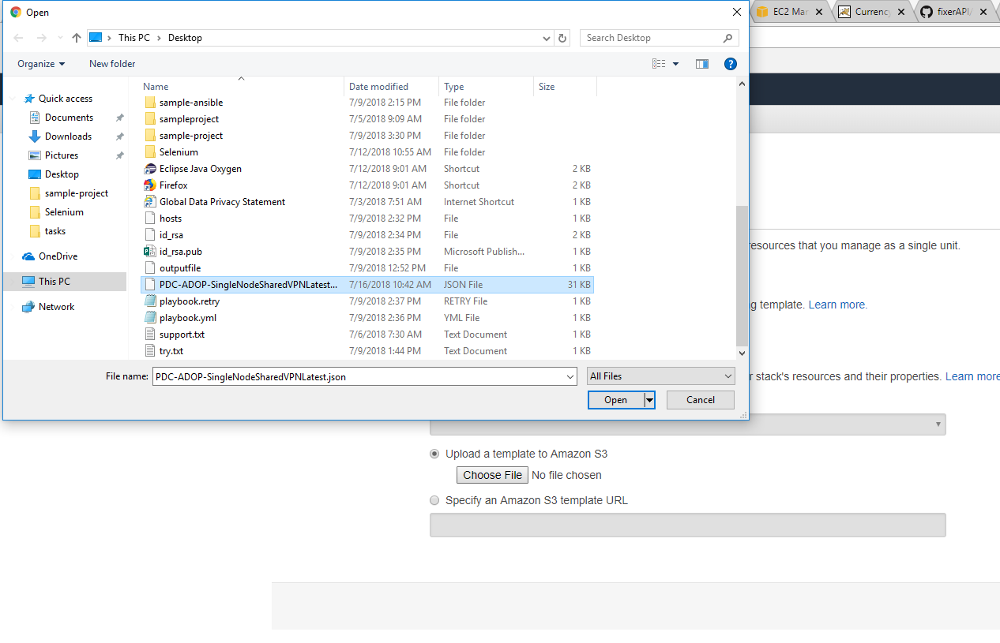 Open
EC2 Mar
Currency
fixerAPI/
This PC
Desktop
Search Desktop
Organize
New folder
?
Name
Date modified
Type
Size
Quick access
Documents
Downloads
Pictures
Desktop
sample-project
Selenium
tasks
OneDrive
This PC
Network
sample-ansible 7/9/2018 2:15 PM File folder
sampleproject 7/5/2018 9:09 AM File folder
sample-project 7/9/2018 3:30 PM File folder
Selenium 7/12/2018 10:55 AM File folder
Eclipse Java Oxygen 7/12/2018 9:01 AM Shortcut 2 KB
Firefox 7/12/2018 9:01 AM Shortcut 2 KB
Global Data Privacy Statement 7/3/2018 7:51 AM Internet Shortcut 1 KB
hosts 7/9/2018 2:32 PM File 1 KB
id_rsa 7/9/2018 2:34 PM File 2 KB
id_rsa.pub 7/9/2018 2:35 PM Microsoft Publish... 1 KB
outputfile 7/9/2018 12:52 PM File 1 KB
PDC-ADOP-SingleNodeSharedVPNLatest... 7/16/2018 10:42 AM JSON File 31 KB
playbook.retry 7/9/2018 2:37 PM RETRY File 1 KB
playbook.yml 7/9/2018 2:36 PM YML File 1 KB
support.txt 7/6/2018 7:30 AM Text Document 1 KB
try.txt 7/9/2018 1:44 PM Text Document 1 KB
File name: PDC-ADOP-SingleNodeSharedVPNLatest.json
All Files
Open
Cancel
resources that you manage as a single unit.
g template. Learn more.
r stack's resources and their properties. Learn more
Upload a template to Amazon S3
Choose File No file chosen
Specify an Amazon S3 template URL